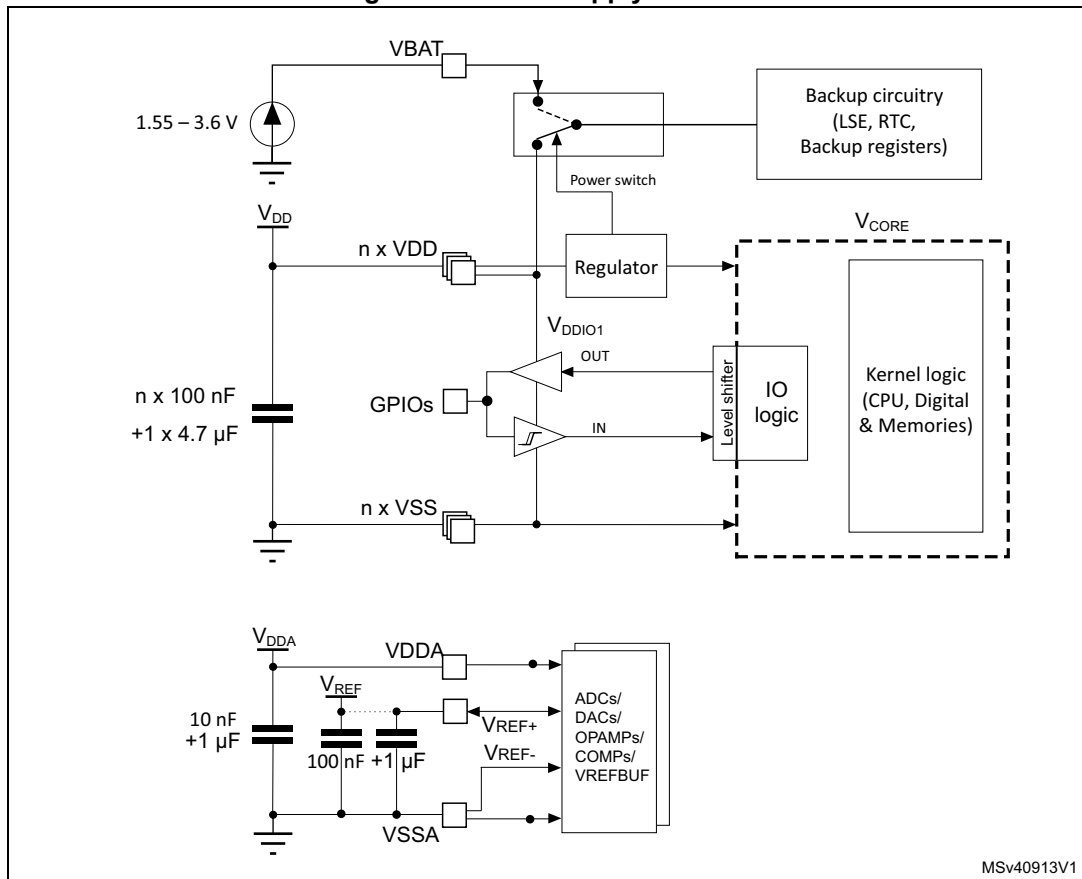 VBAT
1.55 – 3.6 V
Backup circuitry
(LSE, RTC,
Backup registers)
Power switch
VDD
n x VDD
Regulator
VCORE
VDDIO1
OUT
n x 100 nF
+1 x 4.7 µF
GPIOs
IN
Level shifter
IO
logic
Kernel logic
(CPU, Digital
& Memories)
n x VSS
VDDA
VDDA
VREF
10 nF
+1 µF
100 nF
+1 µF
VREF+
VREF-
ADCs/
DACs/
OPAMPs/
COMPs/
VREFBUF
VSSA
MSv40913V1